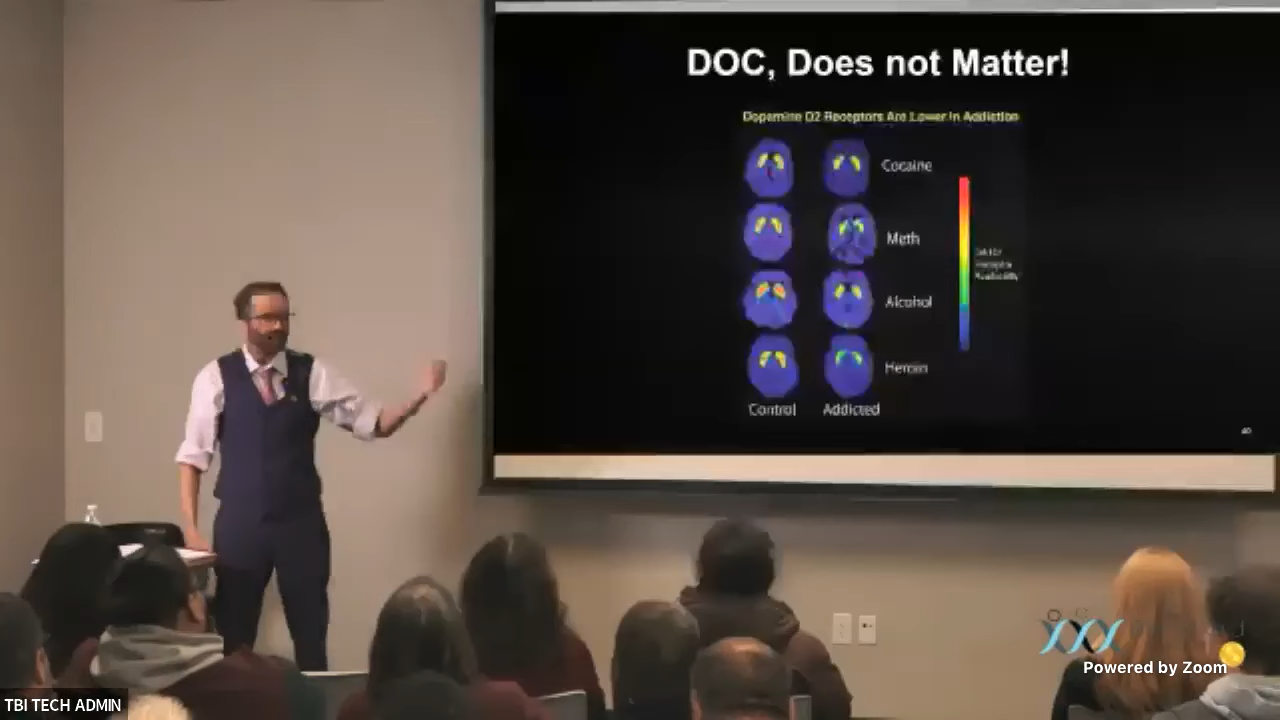 DOC, Does not Matter!
Dopamine D2 Receptors Are Lower In Addiction
Cocaine
Meth
Alcohol
Heroin
Control
Addicted
40
Powered by Zoom
TBI TECH ADMIN